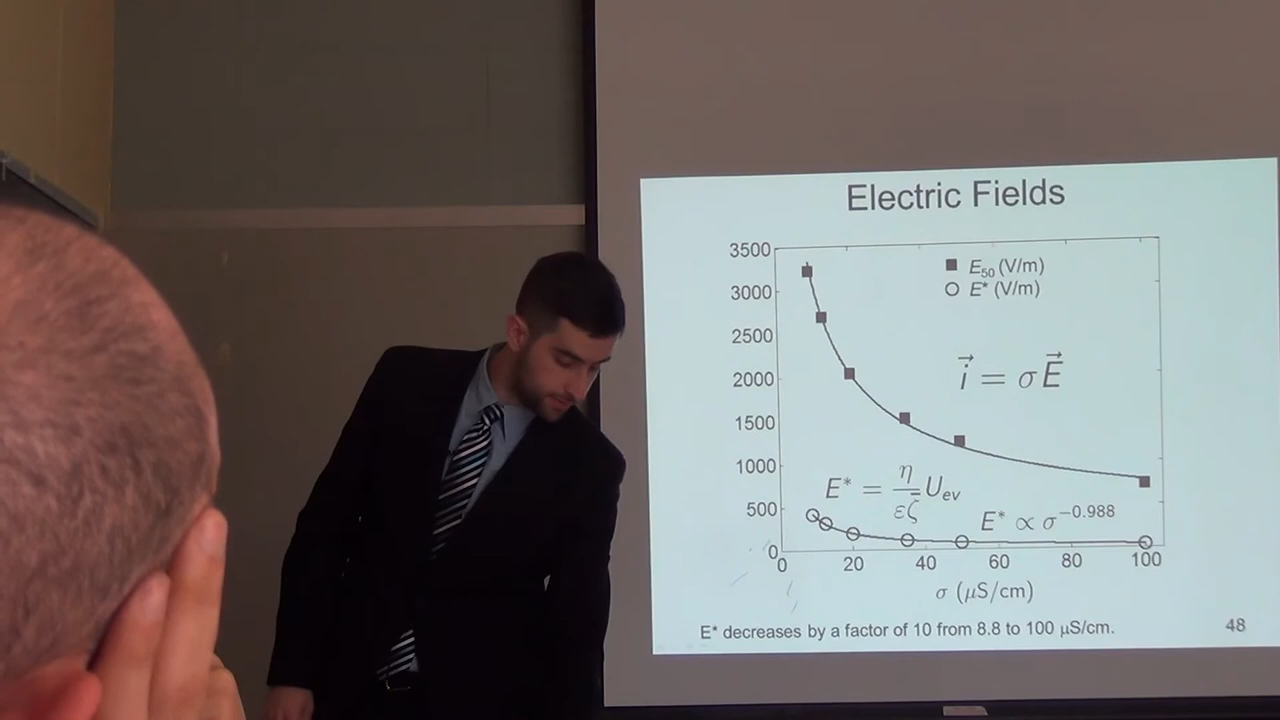 Electric Fields
3500
3000
2500
2000
1500
1000
500
0
E₅₀ (V/m)
E* (V/m)
i⃗ = σE⃗
E* = η/(εζ̄) Uₑᵥ
E* ∝ σ⁻⁰·⁹⁸⁸
0 20 40 60 80 100
σ (μS/cm)
E* decreases by a factor of 10 from 8.8 to 100 μS/cm.
48